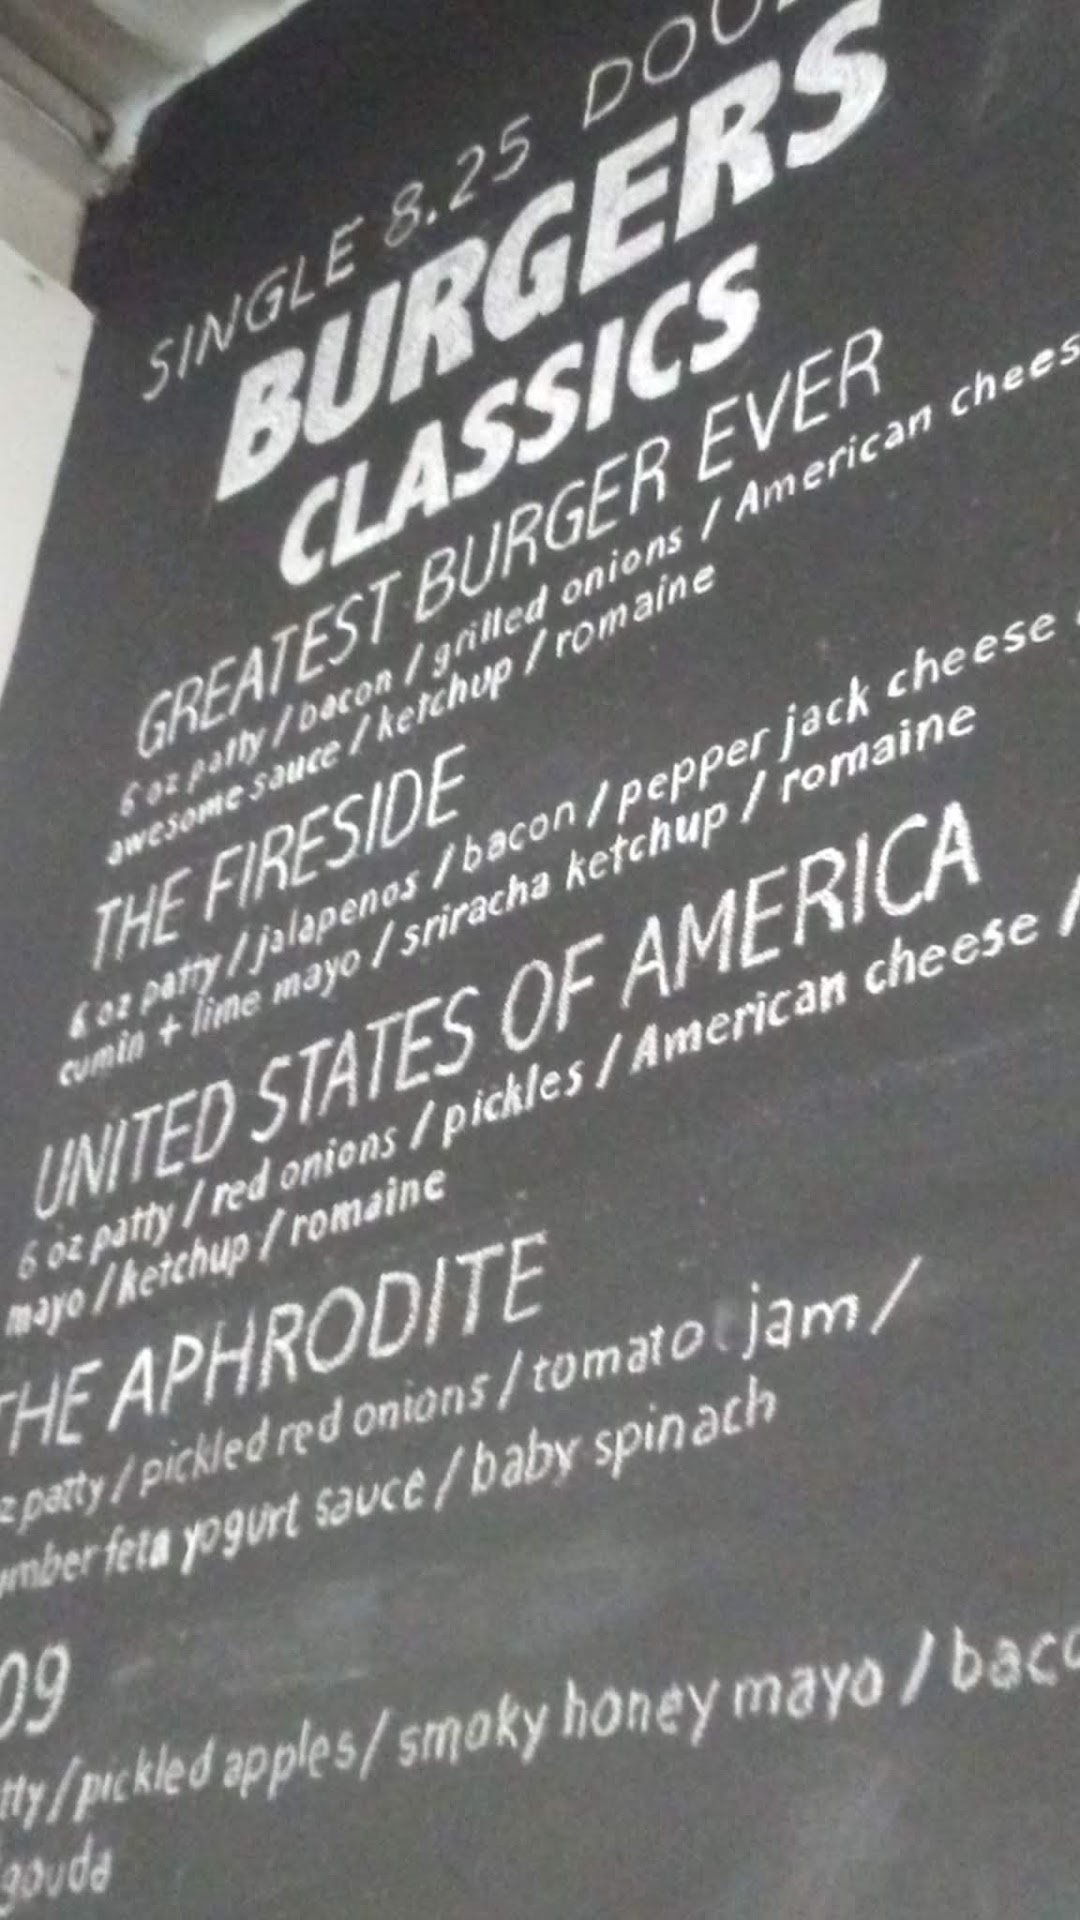 SINGLE 8.25
BURGERS
CLASSICS
GREATEST BURGER EVER
6 oz patty / bacon / grilled onions / American chees
awesome sauce / ketchup / romaine
THE FIRESIDE
6 oz patty / jalapenos / bacon / pepper jack cheese
cumin + lime mayo / sriracha ketchup / romaine
UNITED STATES OF AMERICA
6 oz patty / red onions / pickles / American cheese /
mayo / ketchup / romaine
THE APHRODITE
z patty / pickled red onions / tomato jam /
umber feta yogurt sauce / baby spinach
09
tty / pickled apples / smoky honey mayo / baco
gouda